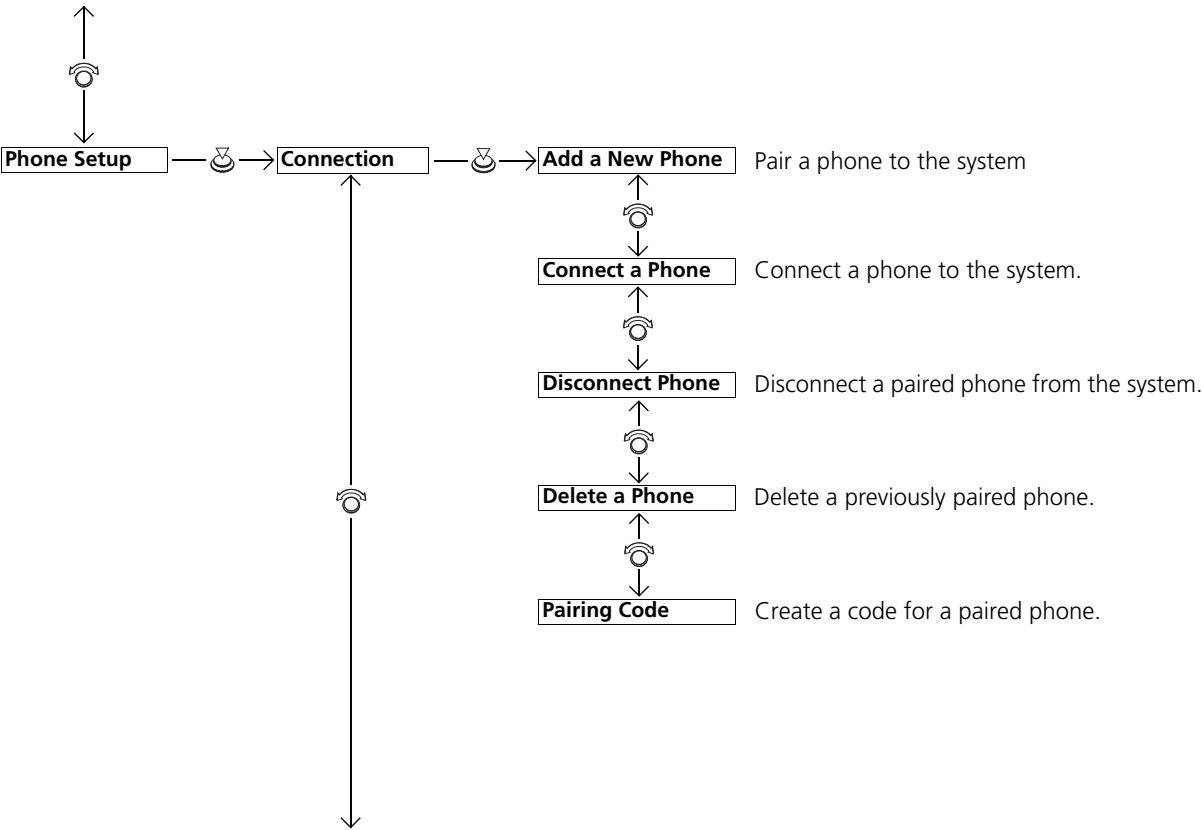 Phone Setup
Connection
Add a New Phone
Pair a phone to the system
Connect a Phone
Connect a phone to the system.
Disconnect Phone
Disconnect a paired phone from the system.
Delete a Phone
Delete a previously paired phone.
Pairing Code
Create a code for a paired phone.